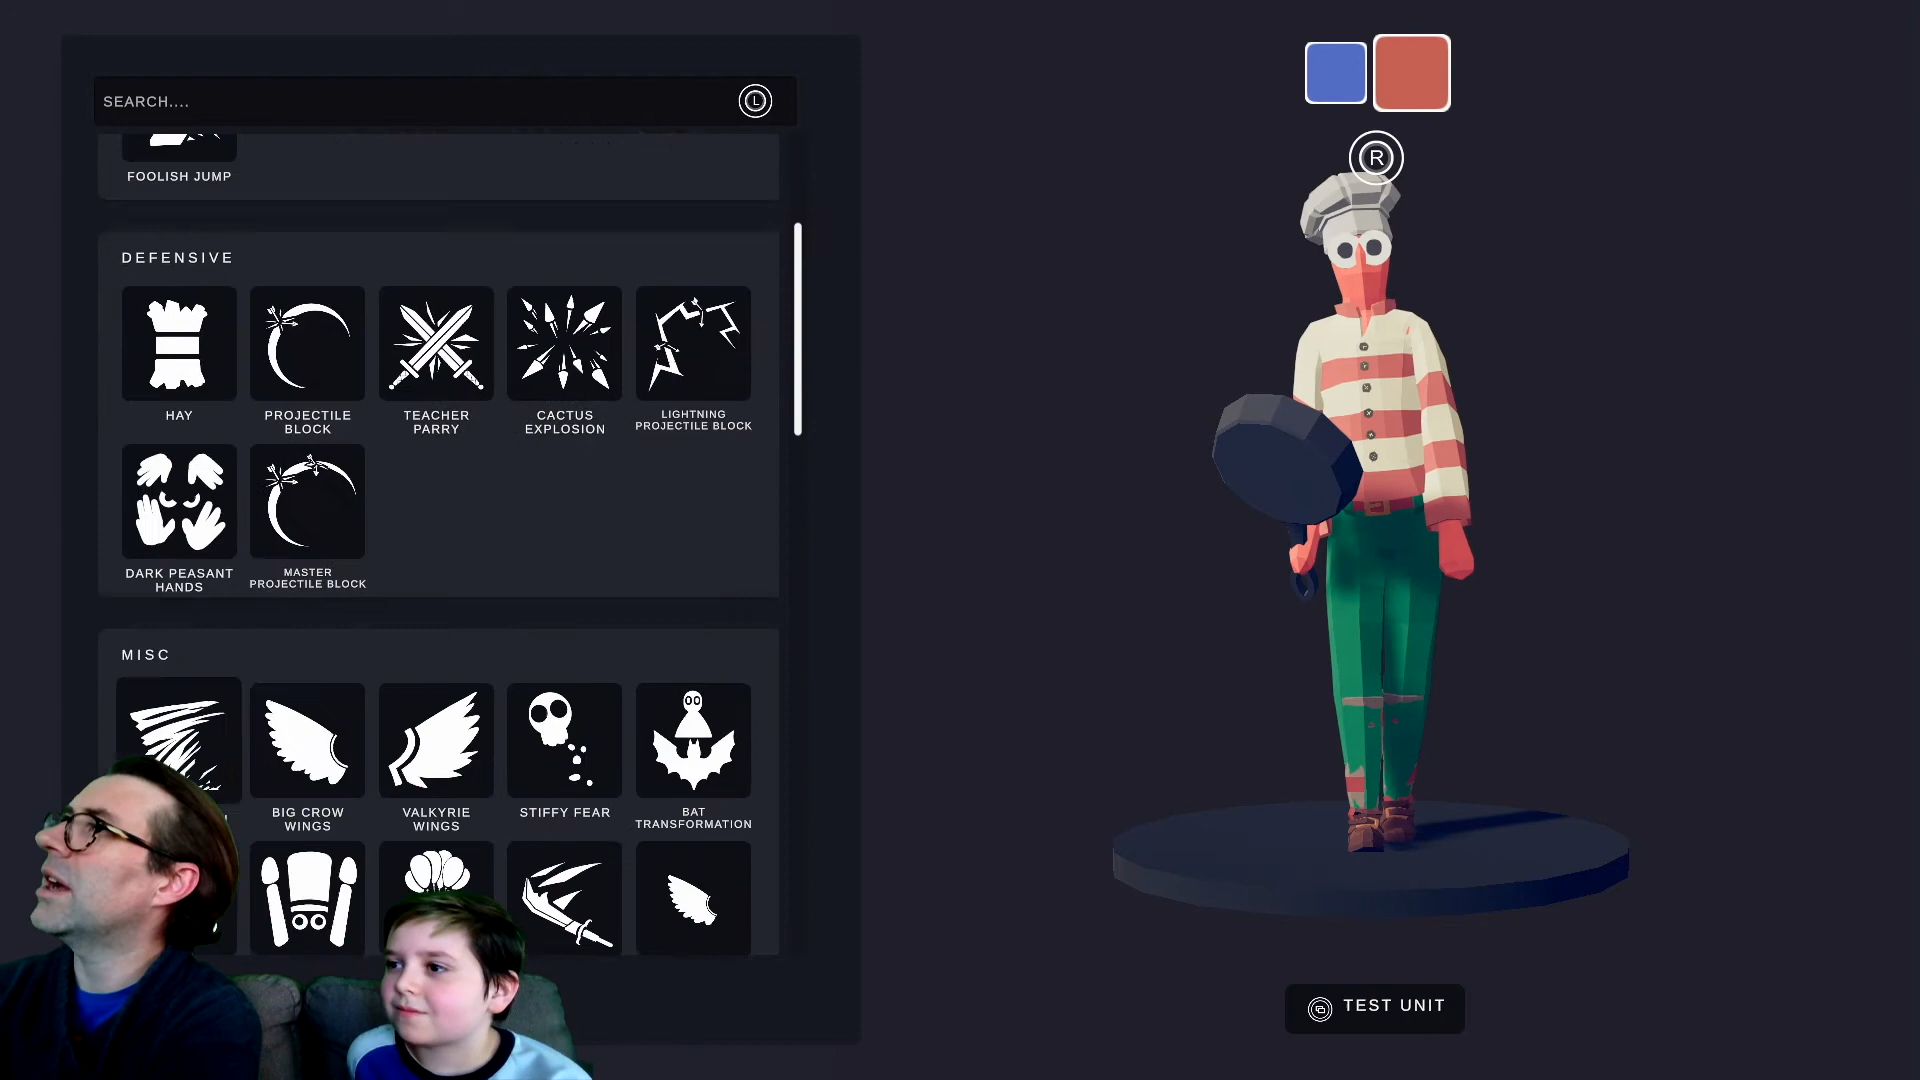 SEARCH....
L
R
FOOLISH JUMP
DEFENSIVE
HAY
PROJECTILE
BLOCK
TEACHER
PARRY
CACTUS
EXPLOSION
LIGHTNING
PROJECTILE BLOCK
DARK PEASANT
HANDS
MASTER
PROJECTILE BLOCK
MISC
BIG CROW
WINGS
VALKYRIE
WINGS
STIFFY FEAR
BAT
TRANSFORMATION
TEST UNIT